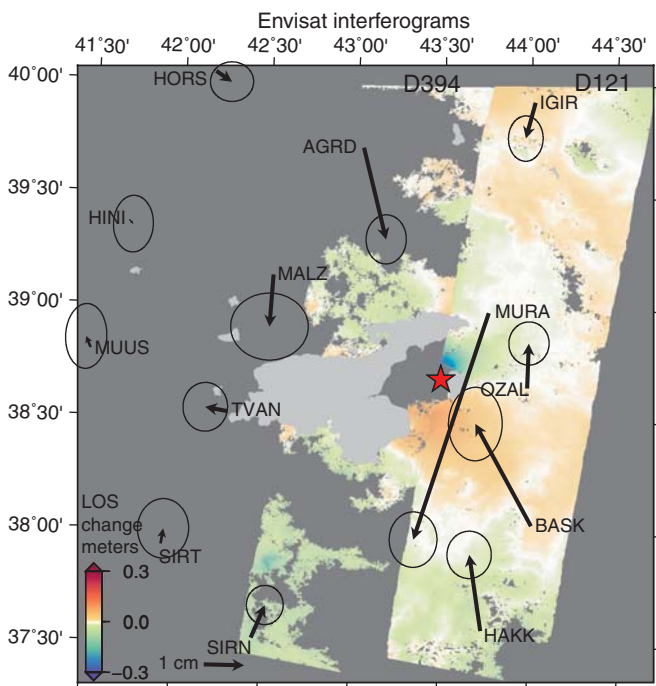 Envisat interferograms
41˚30' 42˚00' 42˚30' 43˚00' 43˚30' 44˚00' 44˚30'
40˚00'
HORS
D394
D121
IGIR
AGRD
39˚30'
HINI
MALZ
39˚00'
MURA
MUUS
OZAL
38˚30'
TVAN
LOS
change
meters
38˚00'
BASK
SIRT
0.3
0.0
−0.3
HAKK
37˚30'
SIRN
1 cm